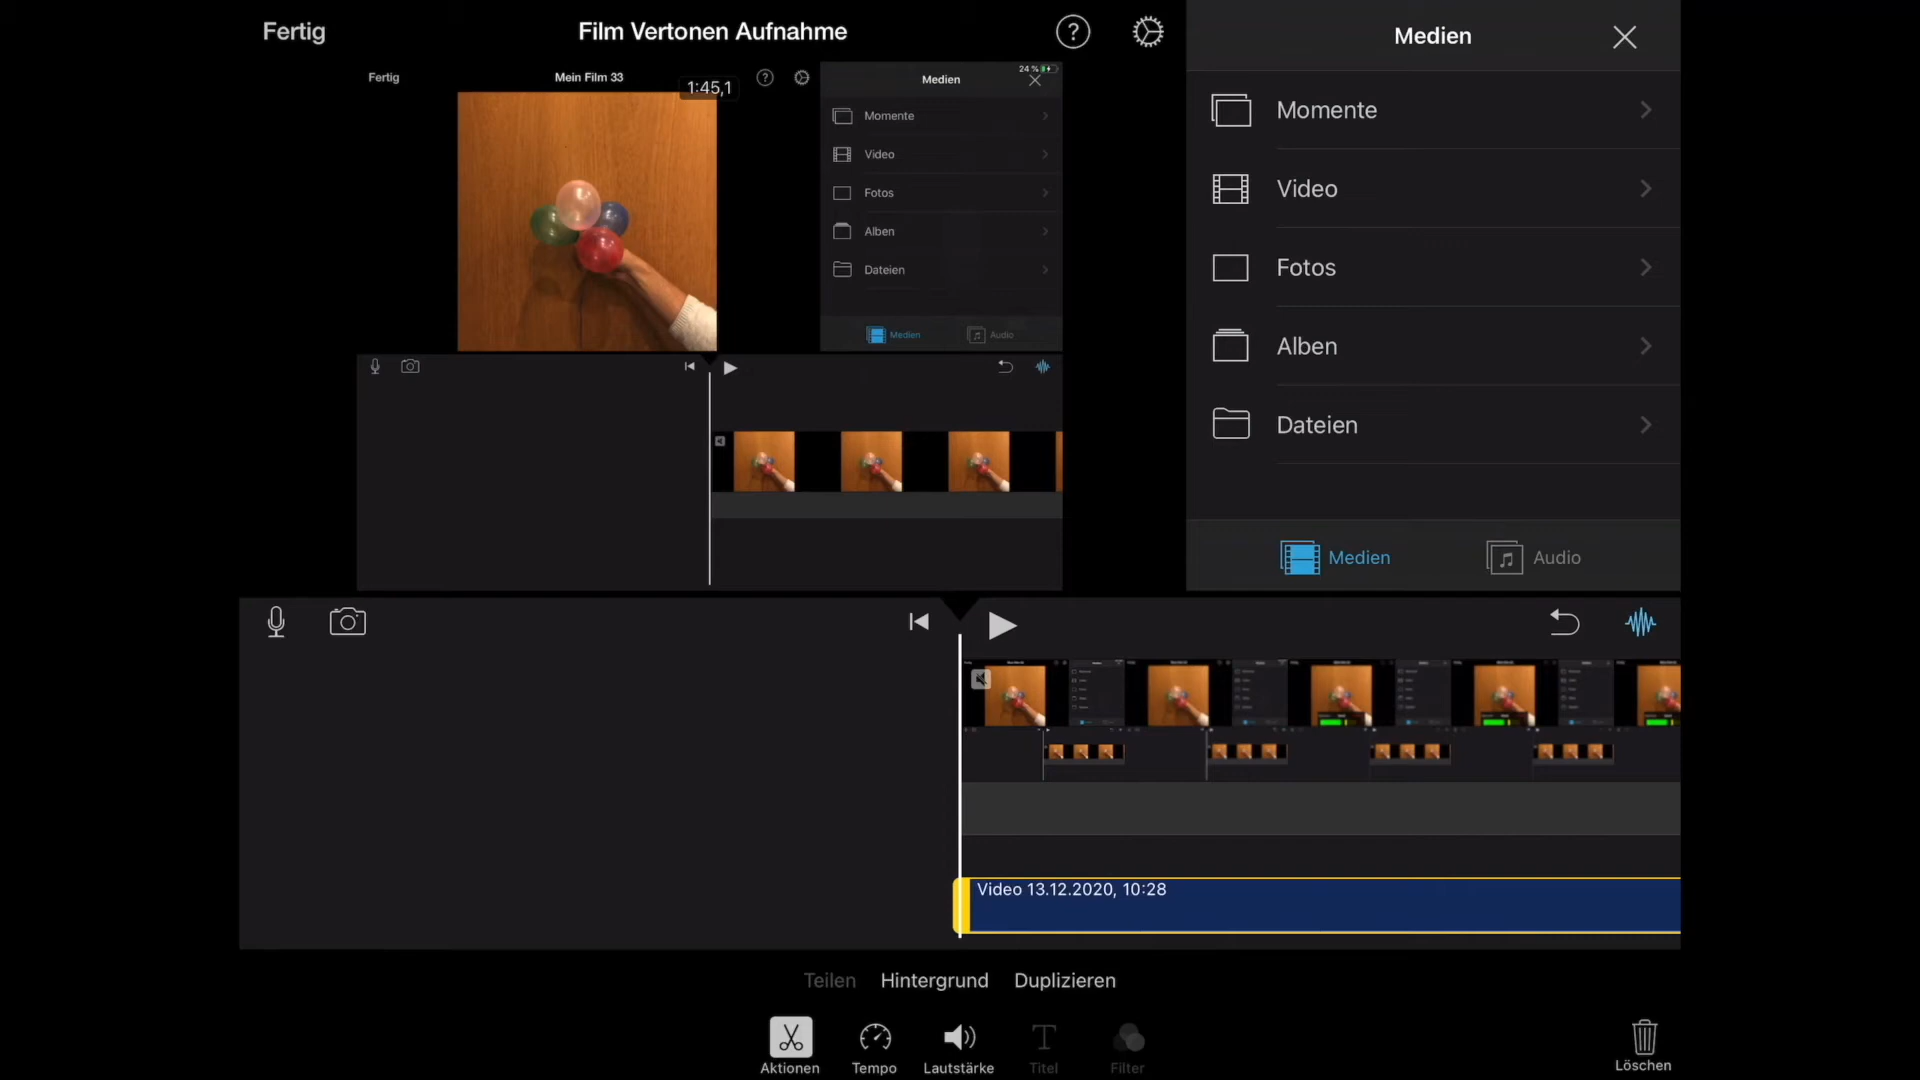 Fertig
Film Vertonen Aufnahme
?
Medien
Fertig
Mein Film 33
1:45,1
?
24 %
Medien
Momente
Video
Fotos
Alben
Dateien
Medien
Audio
Momente
Video
Fotos
Alben
Dateien
Medien
Audio
Video 13.12.2020, 10:28
Teilen
Hintergrund
Duplizieren
Aktionen
Tempo
Lautstärke
T
Titel
Filter
Löschen